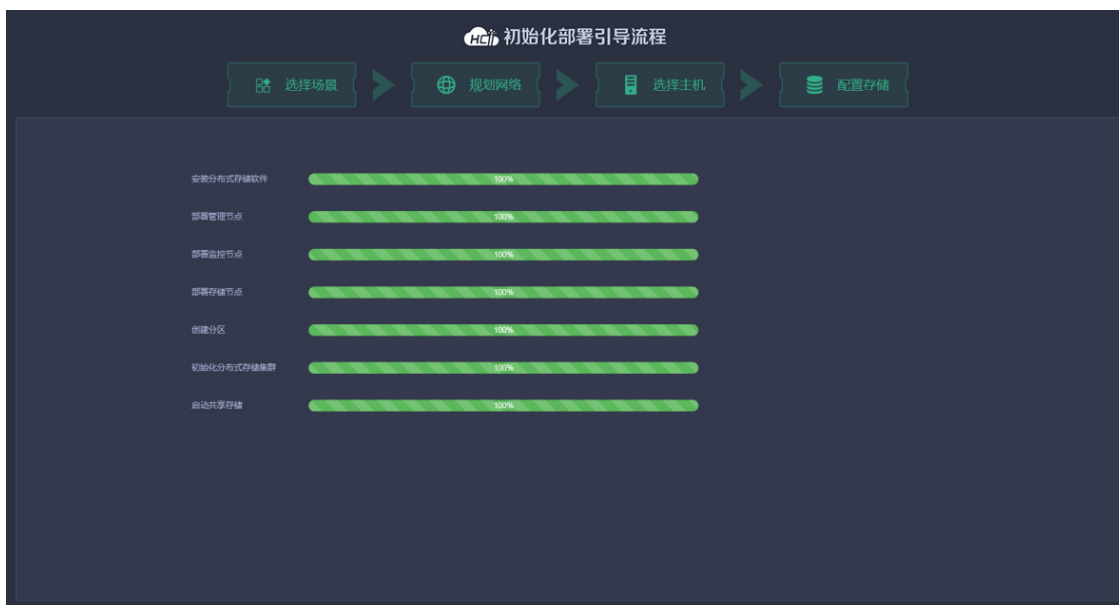 HCI 初始化部署引导流程
选择场景 规划网络 选择主机 配置存储
安装分布式存储软件 100%
部署管理节点 100%
部署监控节点 100%
部署存储节点 100%
创建分区 100%
初始化分布式存储集群 100%
启动共享存储 100%